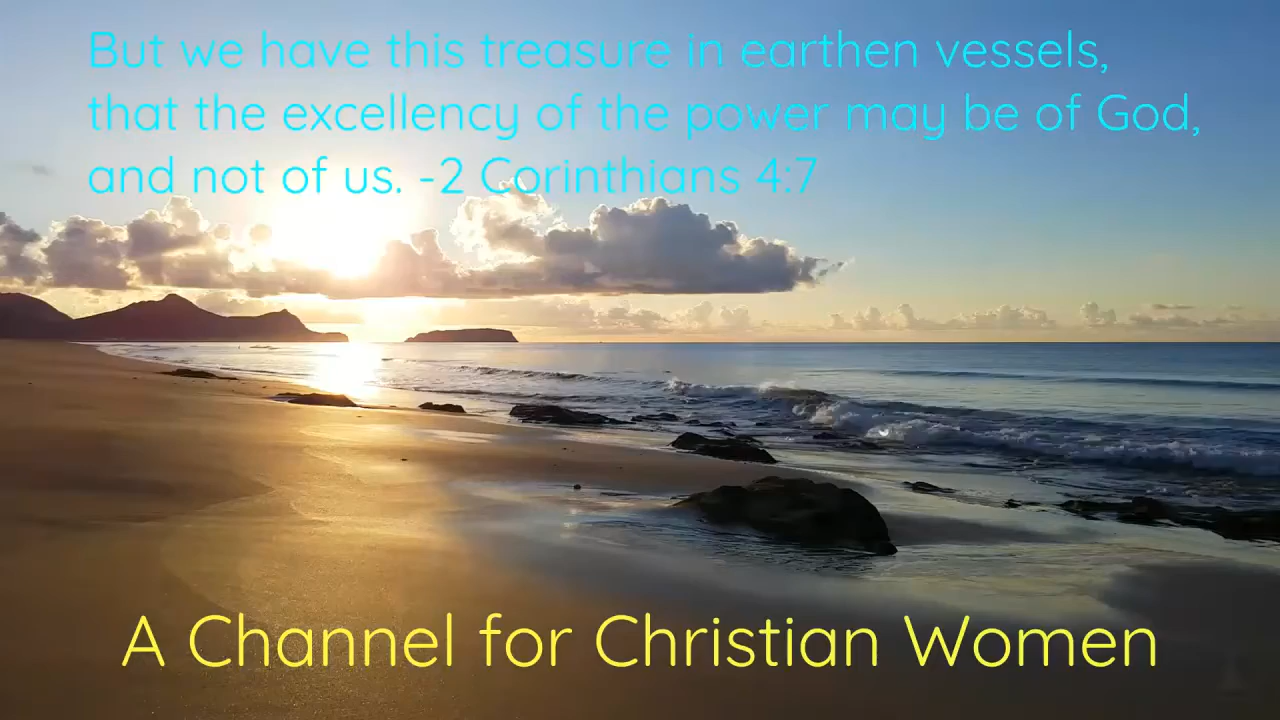 But we have this treasure in earthen vessels,
that the excellency of the power may be of God,
and not of us. -2 Corinthians 4:7
A Channel for Christian Women